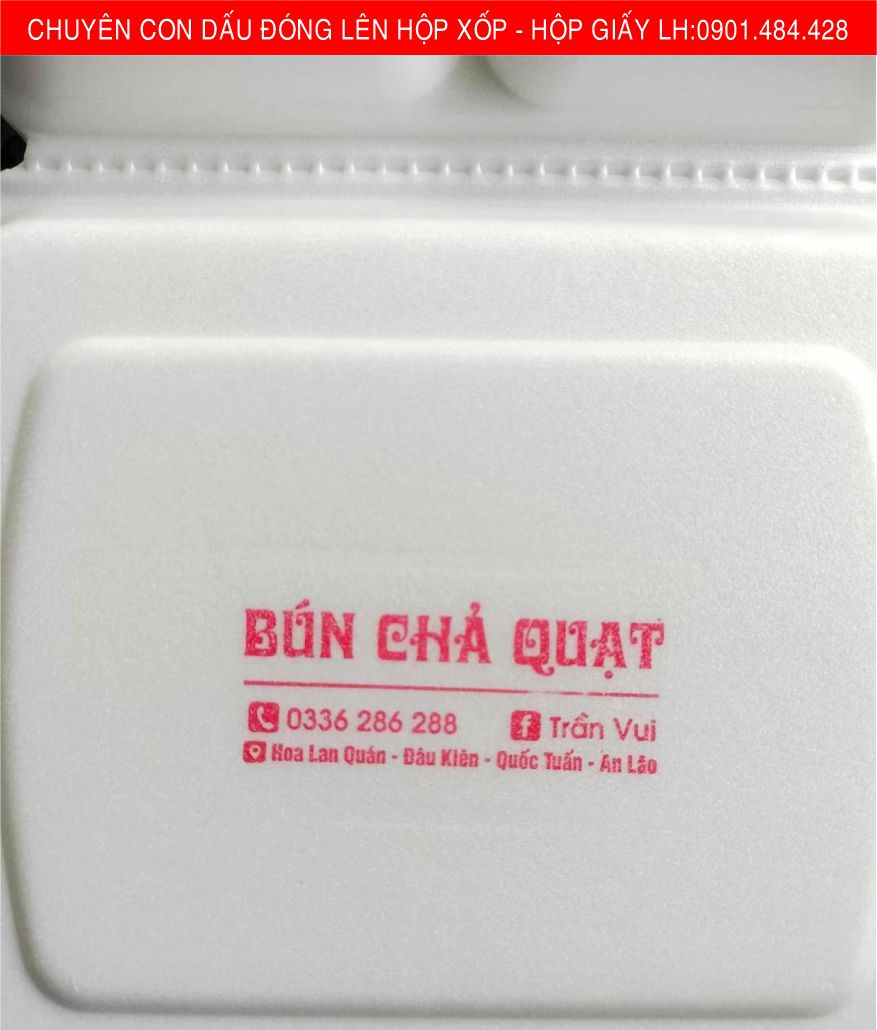 CHUYÊN CON DẤU ĐÓNG LÊN HỘP XỐP - HỘP GIẤY LH:0901.484.428
BÚN CHẢ QUẠT
0336 286 288 Trần Vui
Hoa Lan Quán - Đâu Kiên - Quốc Tuấn - An Lão